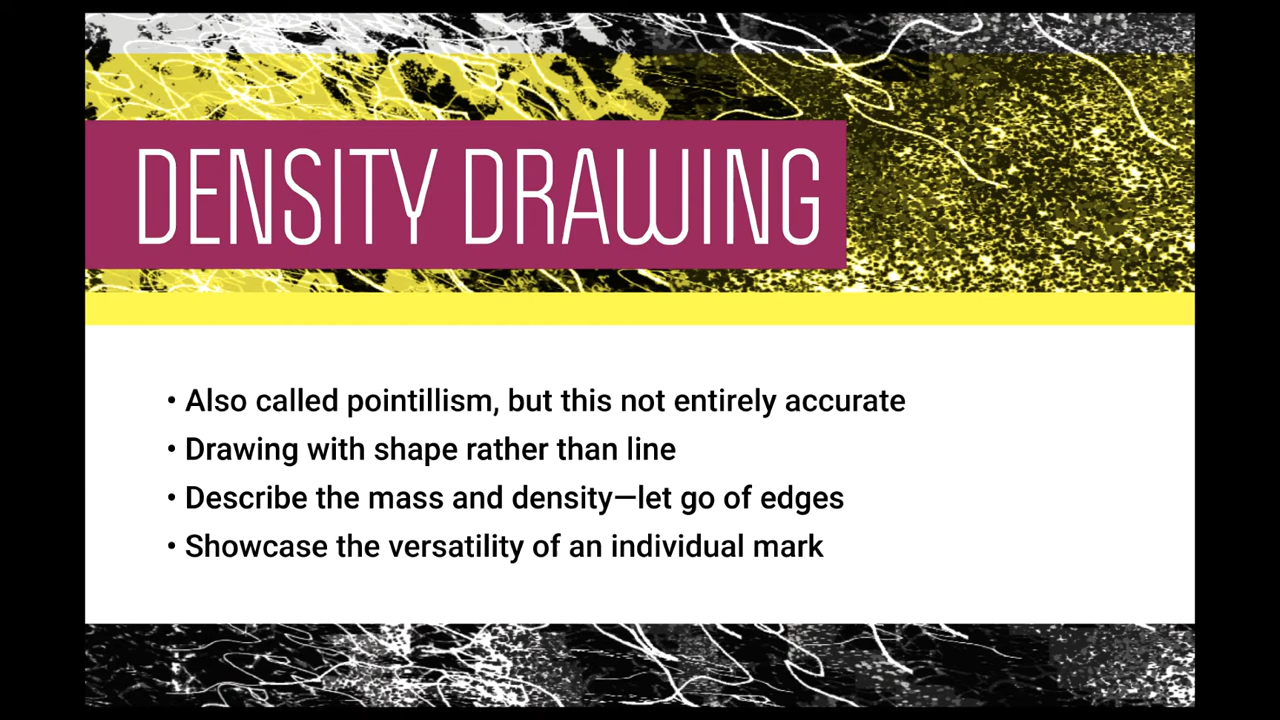 DENSITY DRAWING
• Also called pointillism, but this not entirely accurate
• Drawing with shape rather than line
• Describe the mass and density—let go of edges
• Showcase the versatility of an individual mark